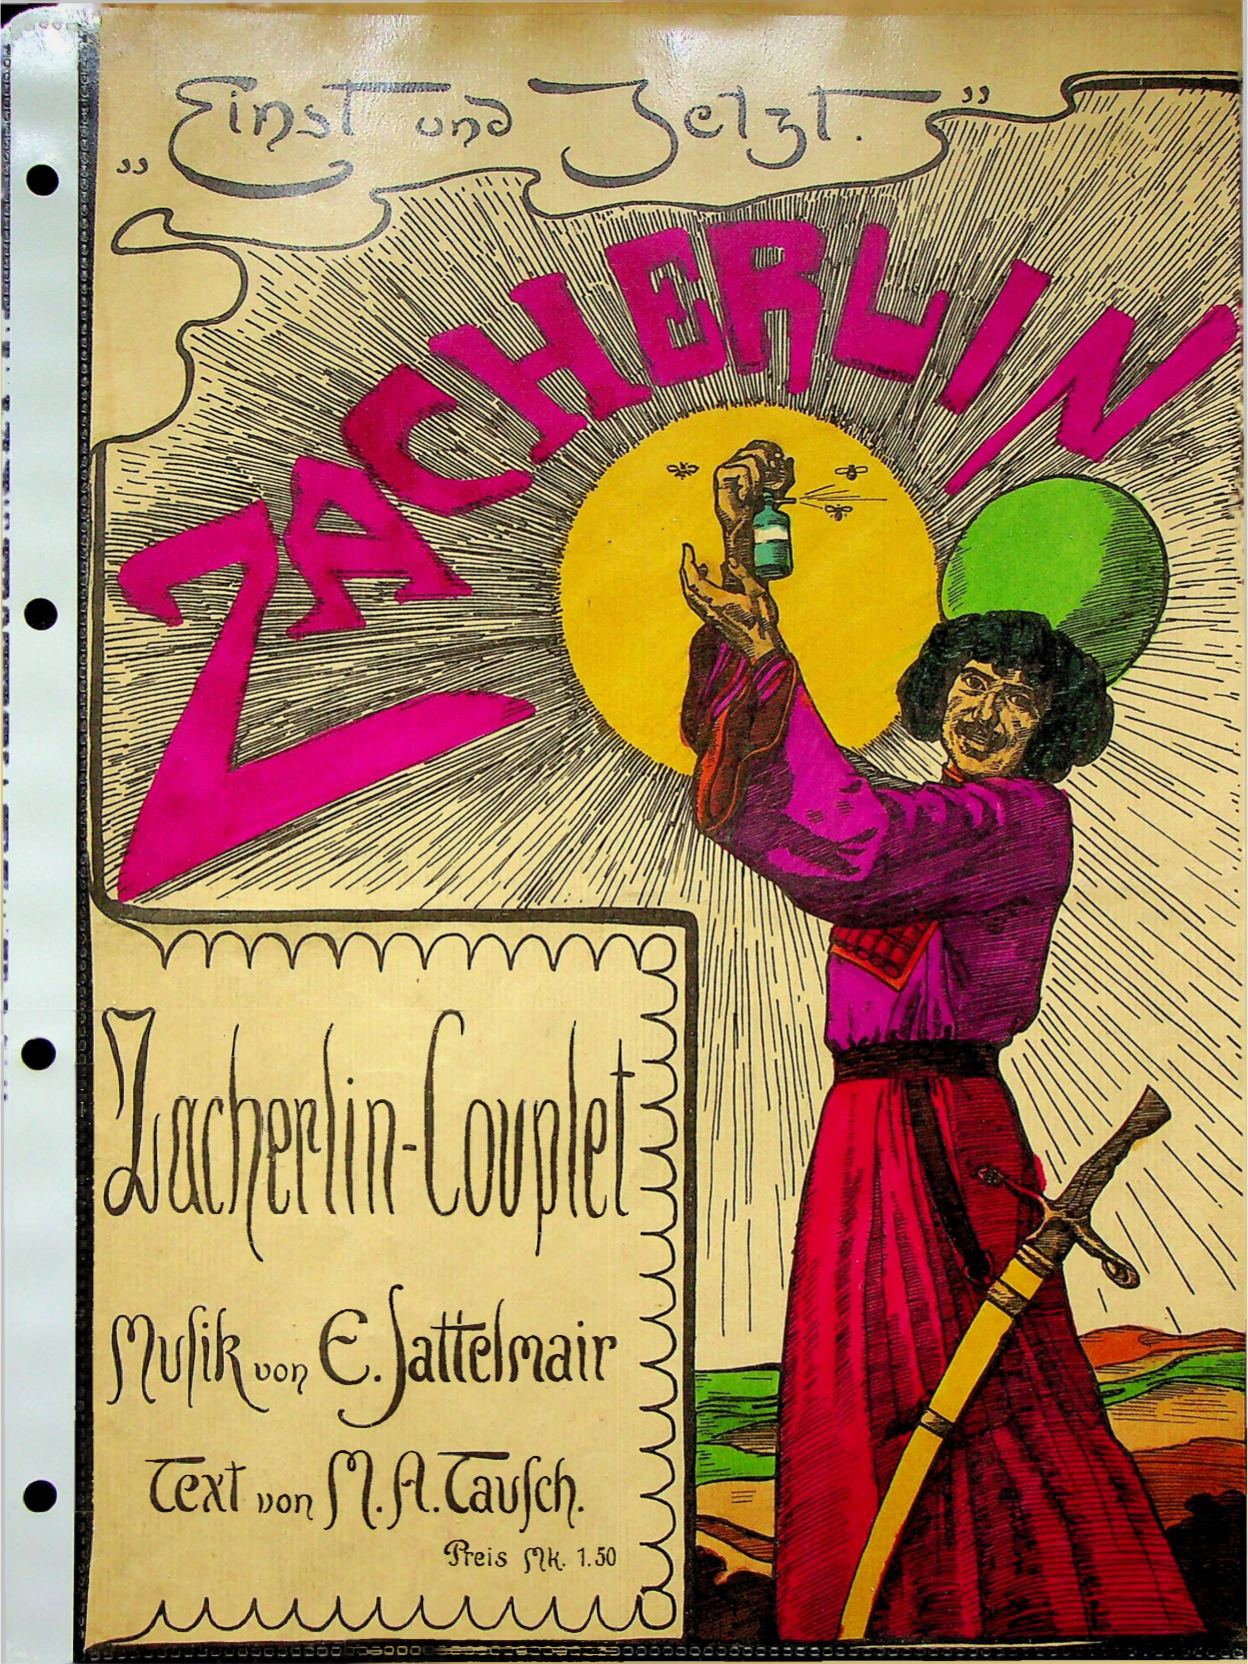 „Einst und Jetzt.”
ZACHERLIN
Zacherlin-Couplet
Muſik von E. Sattelmair
Text von M. A. Tauſch.
Preis Mk. 1.50